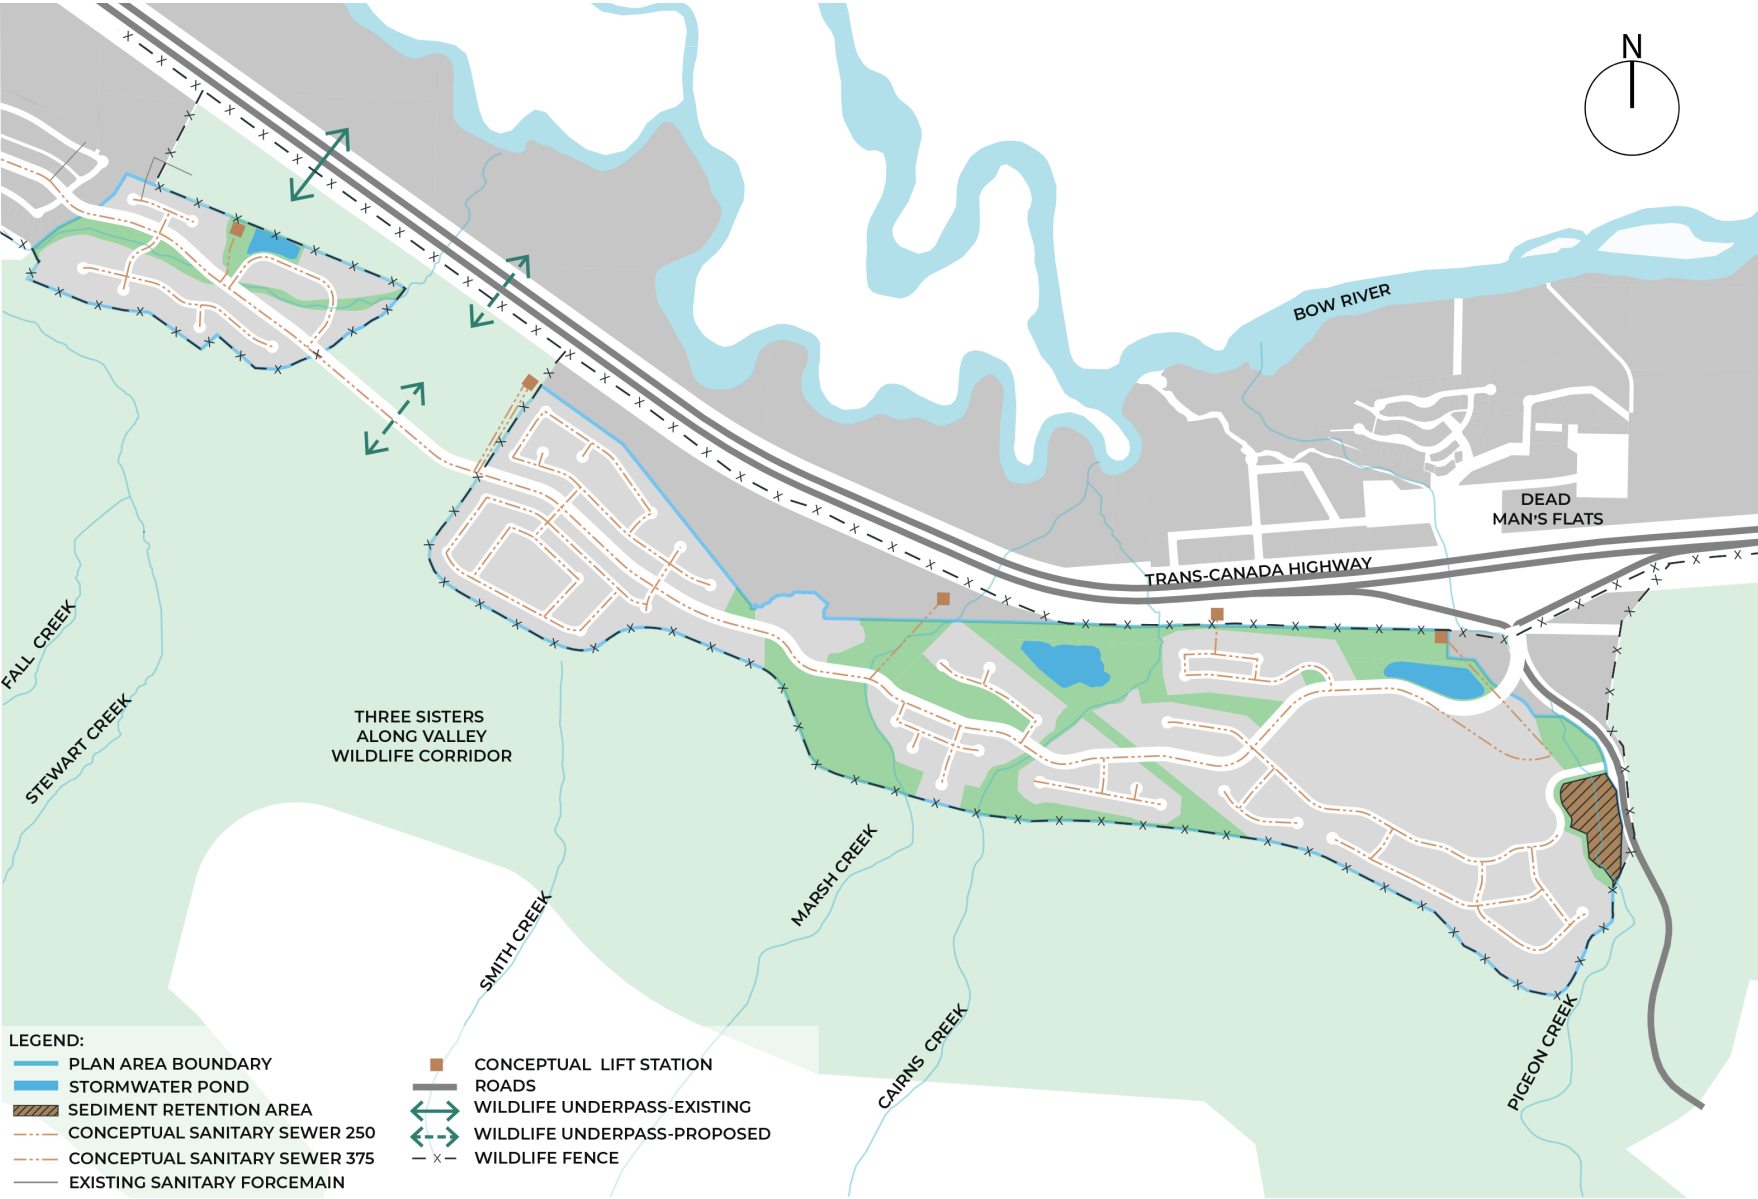 N
BOW RIVER
DEAD
MAN'S FLATS
TRANS-CANADA HIGHWAY
FALL CREEK
STEWART CREEK
THREE SISTERS
ALONG VALLEY
WILDLIFE CORRIDOR
SMITH CREEK
MARSH CREEK
CAIRNS CREEK
PIGEON CREEK
LEGEND:
PLAN AREA BOUNDARY
STORMWATER POND
SEDIMENT RETENTION AREA
CONCEPTUAL SANITARY SEWER 250
CONCEPTUAL SANITARY SEWER 375
EXISTING SANITARY FORCEMAIN
CONCEPTUAL LIFT STATION
ROADS
WILDLIFE UNDERPASS-EXISTING
WILDLIFE UNDERPASS-PROPOSED
WILDLIFE FENCE